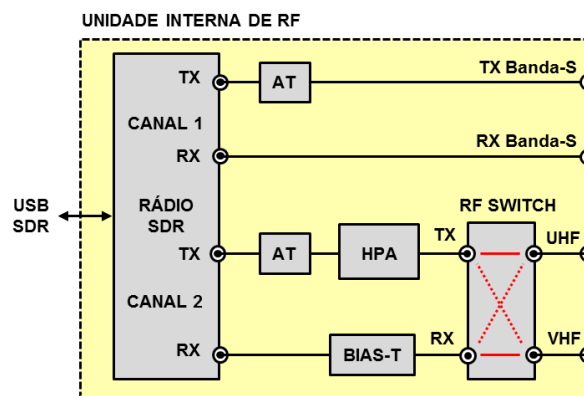 UNIDADE INTERNA DE RF
TX
AT
TX Banda-S
CANAL 1
RX
RX Banda-S
USB
SDR
RÁDIO
SDR
RF SWITCH
TX
AT
HPA
TX
UHF
CANAL 2
RX
BIAS-T
RX
VHF